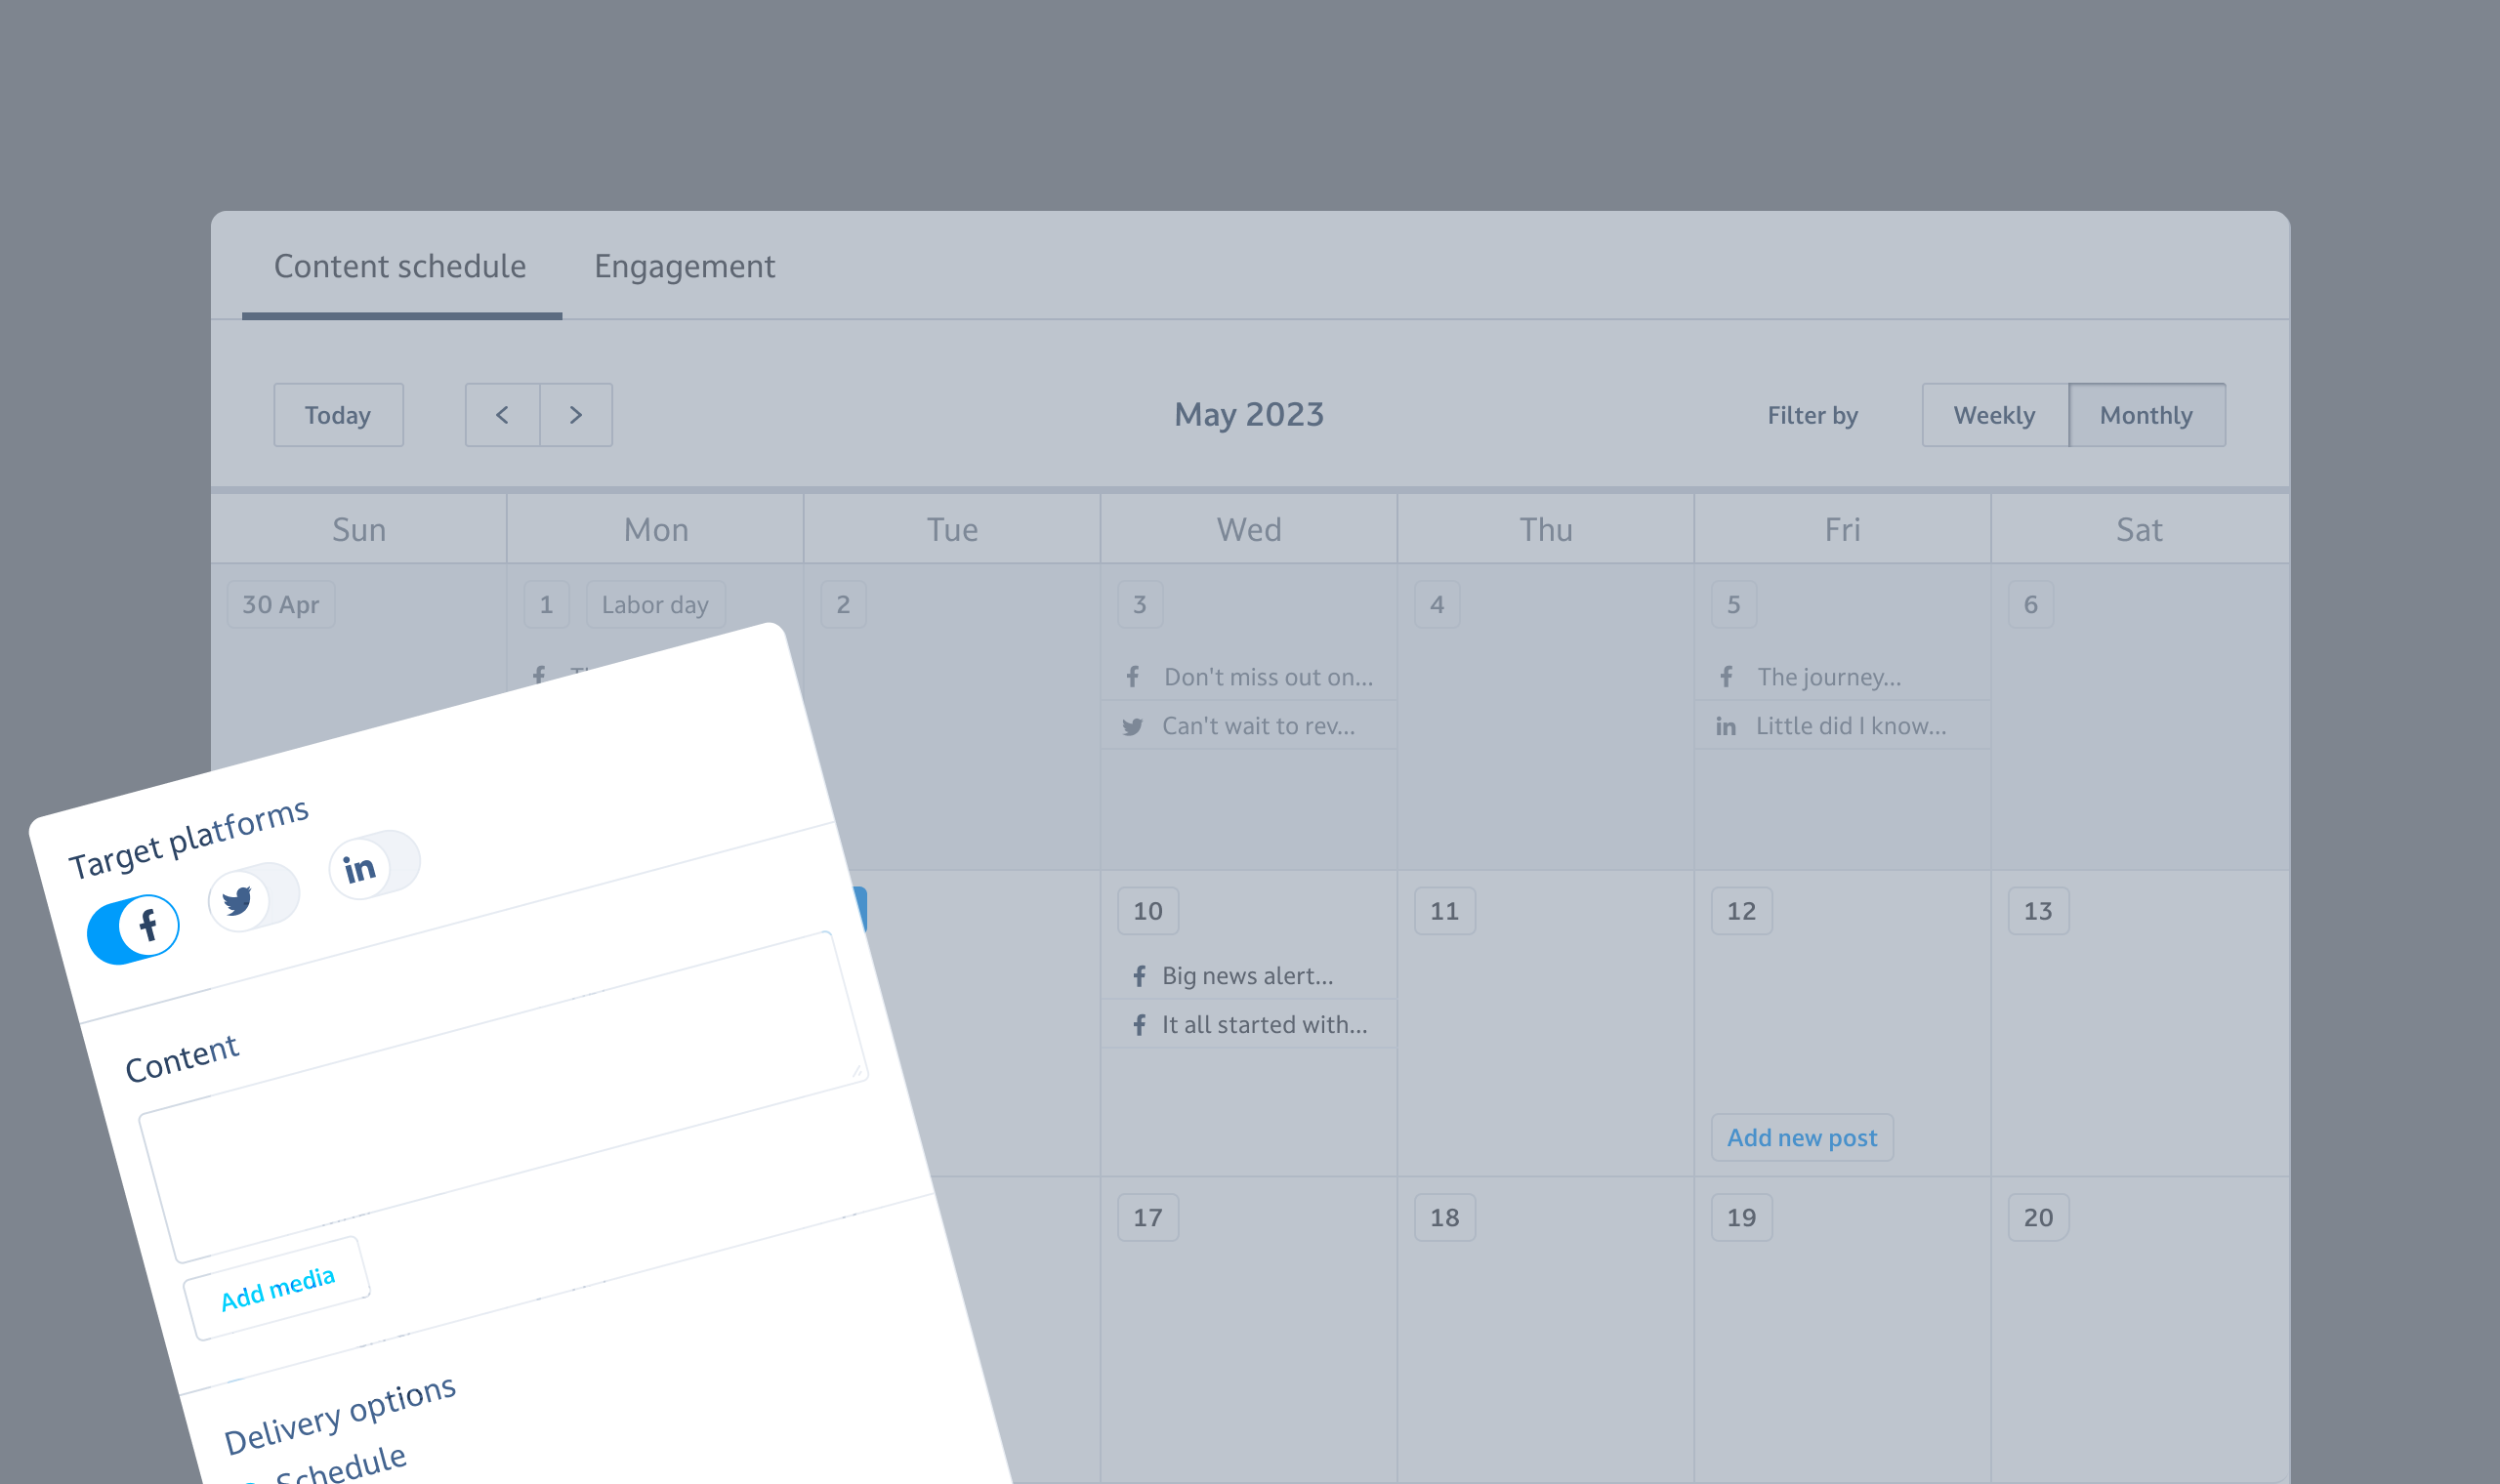 Content schedule Engagement
Today May 2023 Filter by Weekly Monthly
Sun Mon Tue Wed Thu Fri Sat
30 Apr 1 Labor day 2 3 4 5 6
Don't miss out on... The journey...
Can't wait to rev... Little did I know...
10 11 12 13
Big news alert...
It all started with...
Add new post
17 18 19 20
Target platforms
Content
Add media
Delivery options
Schedule